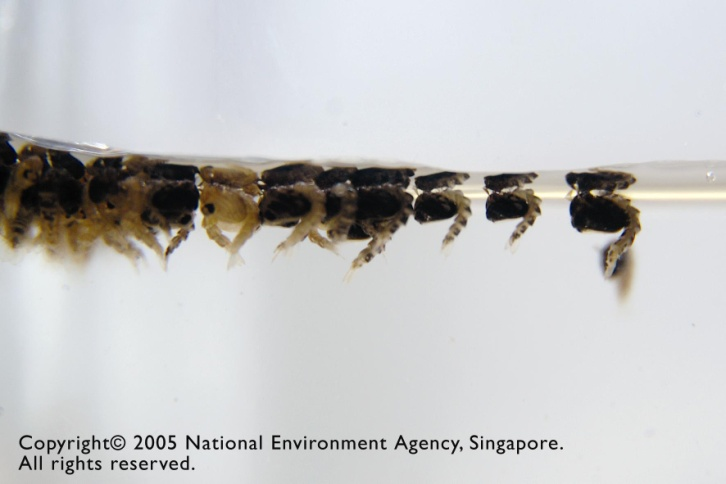 Copyright© 2005 National Environment Agency, Singapore.
All rights reserved.